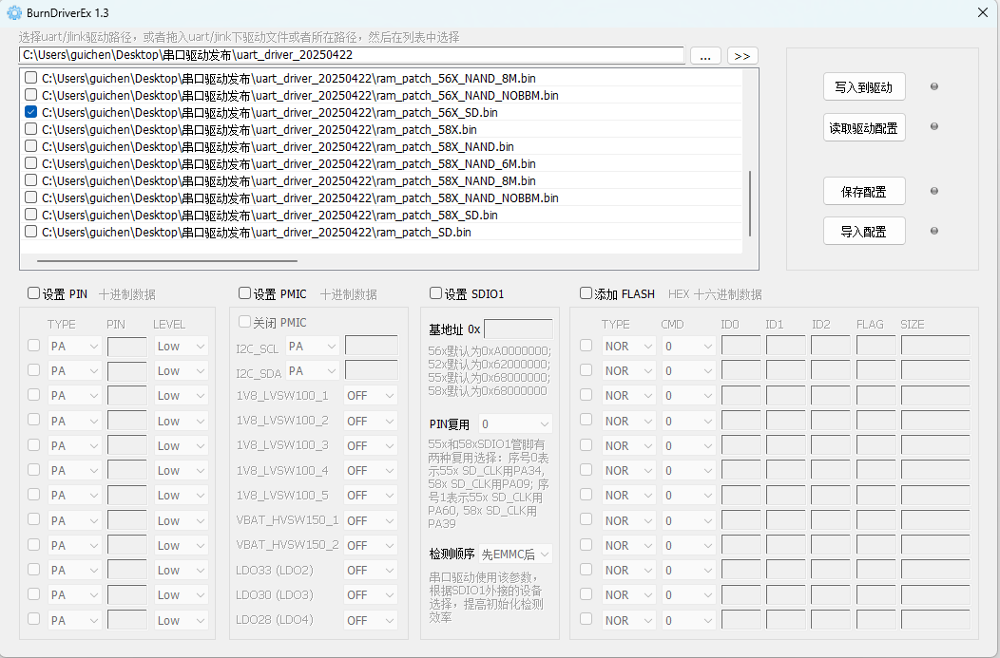 BurnDriverEx 1.3
选择uart/jlink驱动路径，或者拖入uart/jink下驱动文件或者所在路径，然后在列表中选择
C:\Users\guichen\Desktop\串口驱动发布\uart_driver_20250422 ... >>
C:\Users\guichen\Desktop\串口驱动发布\uart_driver_20250422\ram_patch_56X_NAND_8M.bin
C:\Users\guichen\Desktop\串口驱动发布\uart_driver_20250422\ram_patch_56X_NAND_NOBBM.bin
C:\Users\guichen\Desktop\串口驱动发布\uart_driver_20250422\ram_patch_56X_SD.bin
C:\Users\guichen\Desktop\串口驱动发布\uart_driver_20250422\ram_patch_58X.bin
C:\Users\guichen\Desktop\串口驱动发布\uart_driver_20250422\ram_patch_58X_NAND.bin
C:\Users\guichen\Desktop\串口驱动发布\uart_driver_20250422\ram_patch_58X_NAND_6M.bin
C:\Users\guichen\Desktop\串口驱动发布\uart_driver_20250422\ram_patch_58X_NAND_8M.bin
C:\Users\guichen\Desktop\串口驱动发布\uart_driver_20250422\ram_patch_58X_NAND_NOBBM.bin
C:\Users\guichen\Desktop\串口驱动发布\uart_driver_20250422\ram_patch_58X_SD.bin
C:\Users\guichen\Desktop\串口驱动发布\uart_driver_20250422\ram_patch_SD.bin
写入到驱动
读取驱动配置
保存配置
导入配置
设置 PIN 十进制数据
TYPE PIN LEVEL
PA Low
PA Low
PA Low
PA Low
PA Low
PA Low
PA Low
PA Low
PA Low
PA Low
PA Low
PA Low
设置 PMIC 十进制数据
关闭 PMIC
I2C_SCL PA
I2C_SDA PA
1V8_LVSW100_1 OFF
1V8_LVSW100_2 OFF
1V8_LVSW100_3 OFF
1V8_LVSW100_4 OFF
1V8_LVSW100_5 OFF
VBAT_HVSW150_1 OFF
VBAT_HVSW150_2 OFF
LDO33 (LDO2) OFF
LDO30 (LDO3) OFF
LDO28 (LDO4) OFF
设置 SDIO1
基地址 0x
56x默认为0xA0000000;
52x默认为0x62000000;
55x默认为0x68000000;
58x默认为0x68000000
PIN复用 0
55x和58xSDIO1管脚有
两种复用选择：序号0表
示55x SD_CLK用PA34,
58x SD_CLK用PA09; 序
号1表示55x SD_CLK用
PA60, 58x SD_CLK用
PA39
检测顺序 先EMMC后
串口驱动使用该参数，
根据SDIO1外接的设备
选择，提高初始化检测
效率
添加 FLASH HEX 十六进制数据
TYPE CMD ID0 ID1 ID2 FLAG SIZE
NOR 0
NOR 0
NOR 0
NOR 0
NOR 0
NOR 0
NOR 0
NOR 0
NOR 0
NOR 0
NOR 0
NOR 0